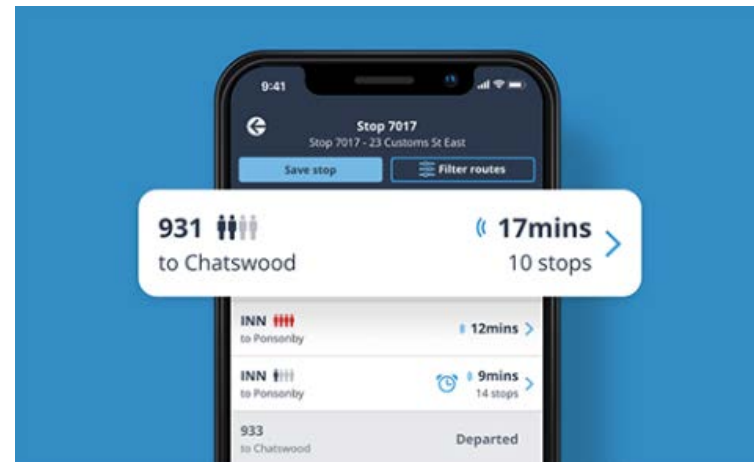 9:41
Stop 7017
Stop 7017 - 23 Customs St East
Save stop
Filter routes
931 17mins
to Chatswood 10 stops
INN 12mins
to Ponsonby
INN 9mins
to Ponsonby 14 stops
933 Departed
to Chatswood